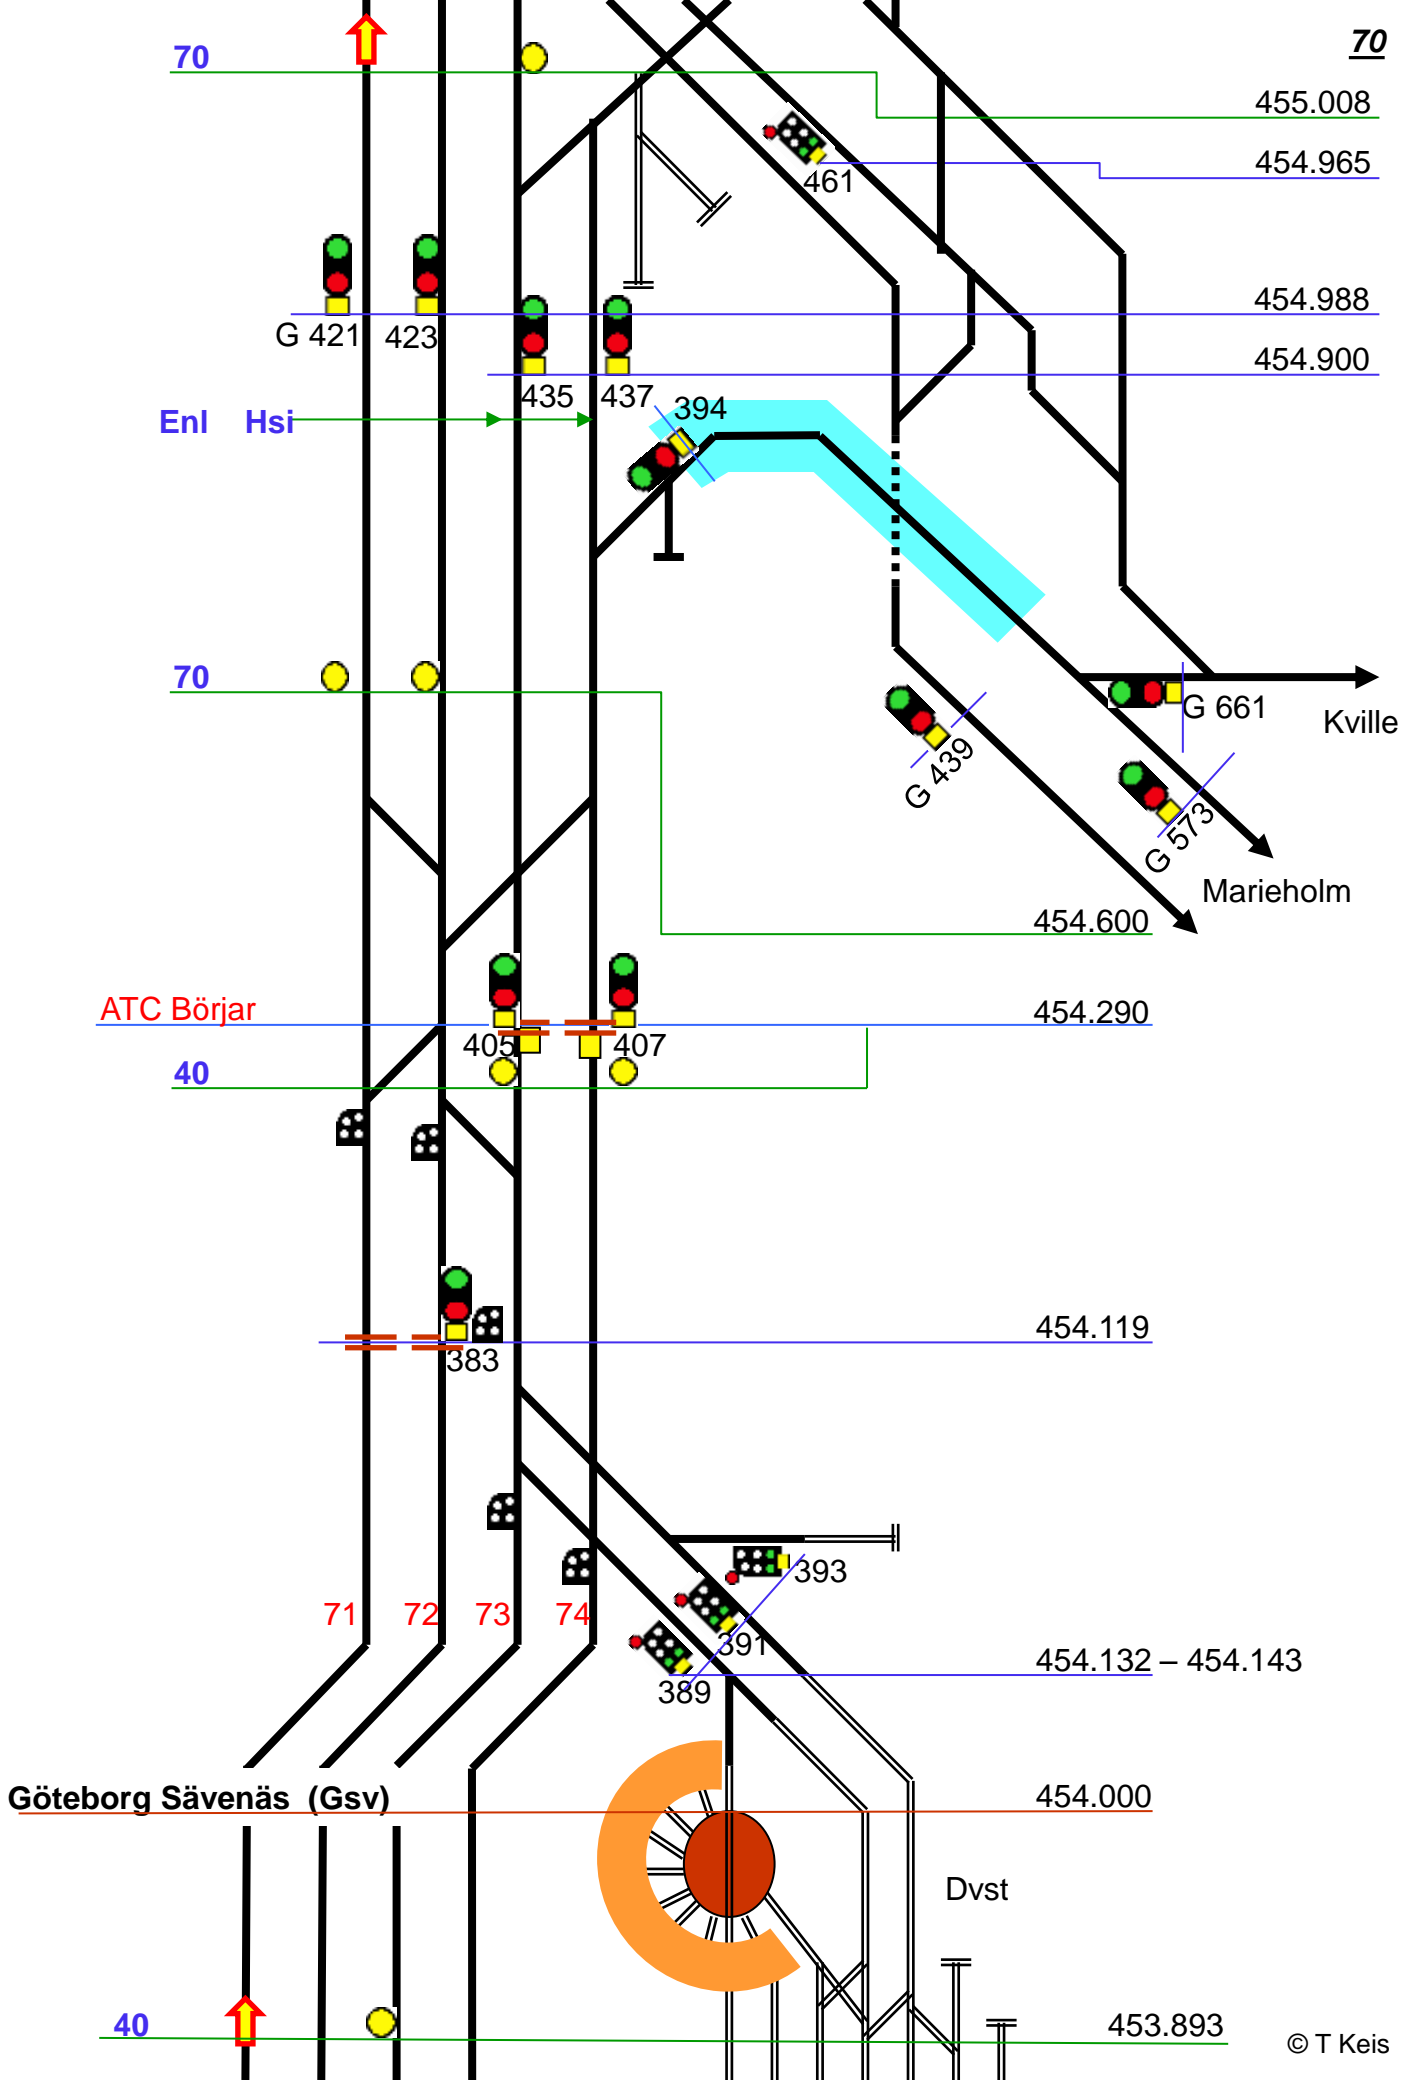 70
70
455.008
454.965
461
454.988
G 421
423
454.900
435
437
394
Enl Hsi
70
G 661
Kville
G 439
G 573
Marieholm
454.600
ATC Börjar
454.290
405
407
40
454.119
383
393
71
72
73
74
391
454.132 – 454.143
389
Göteborg Sävenäs (Gsv)
454.000
Dvst
40
453.893
© T Keis